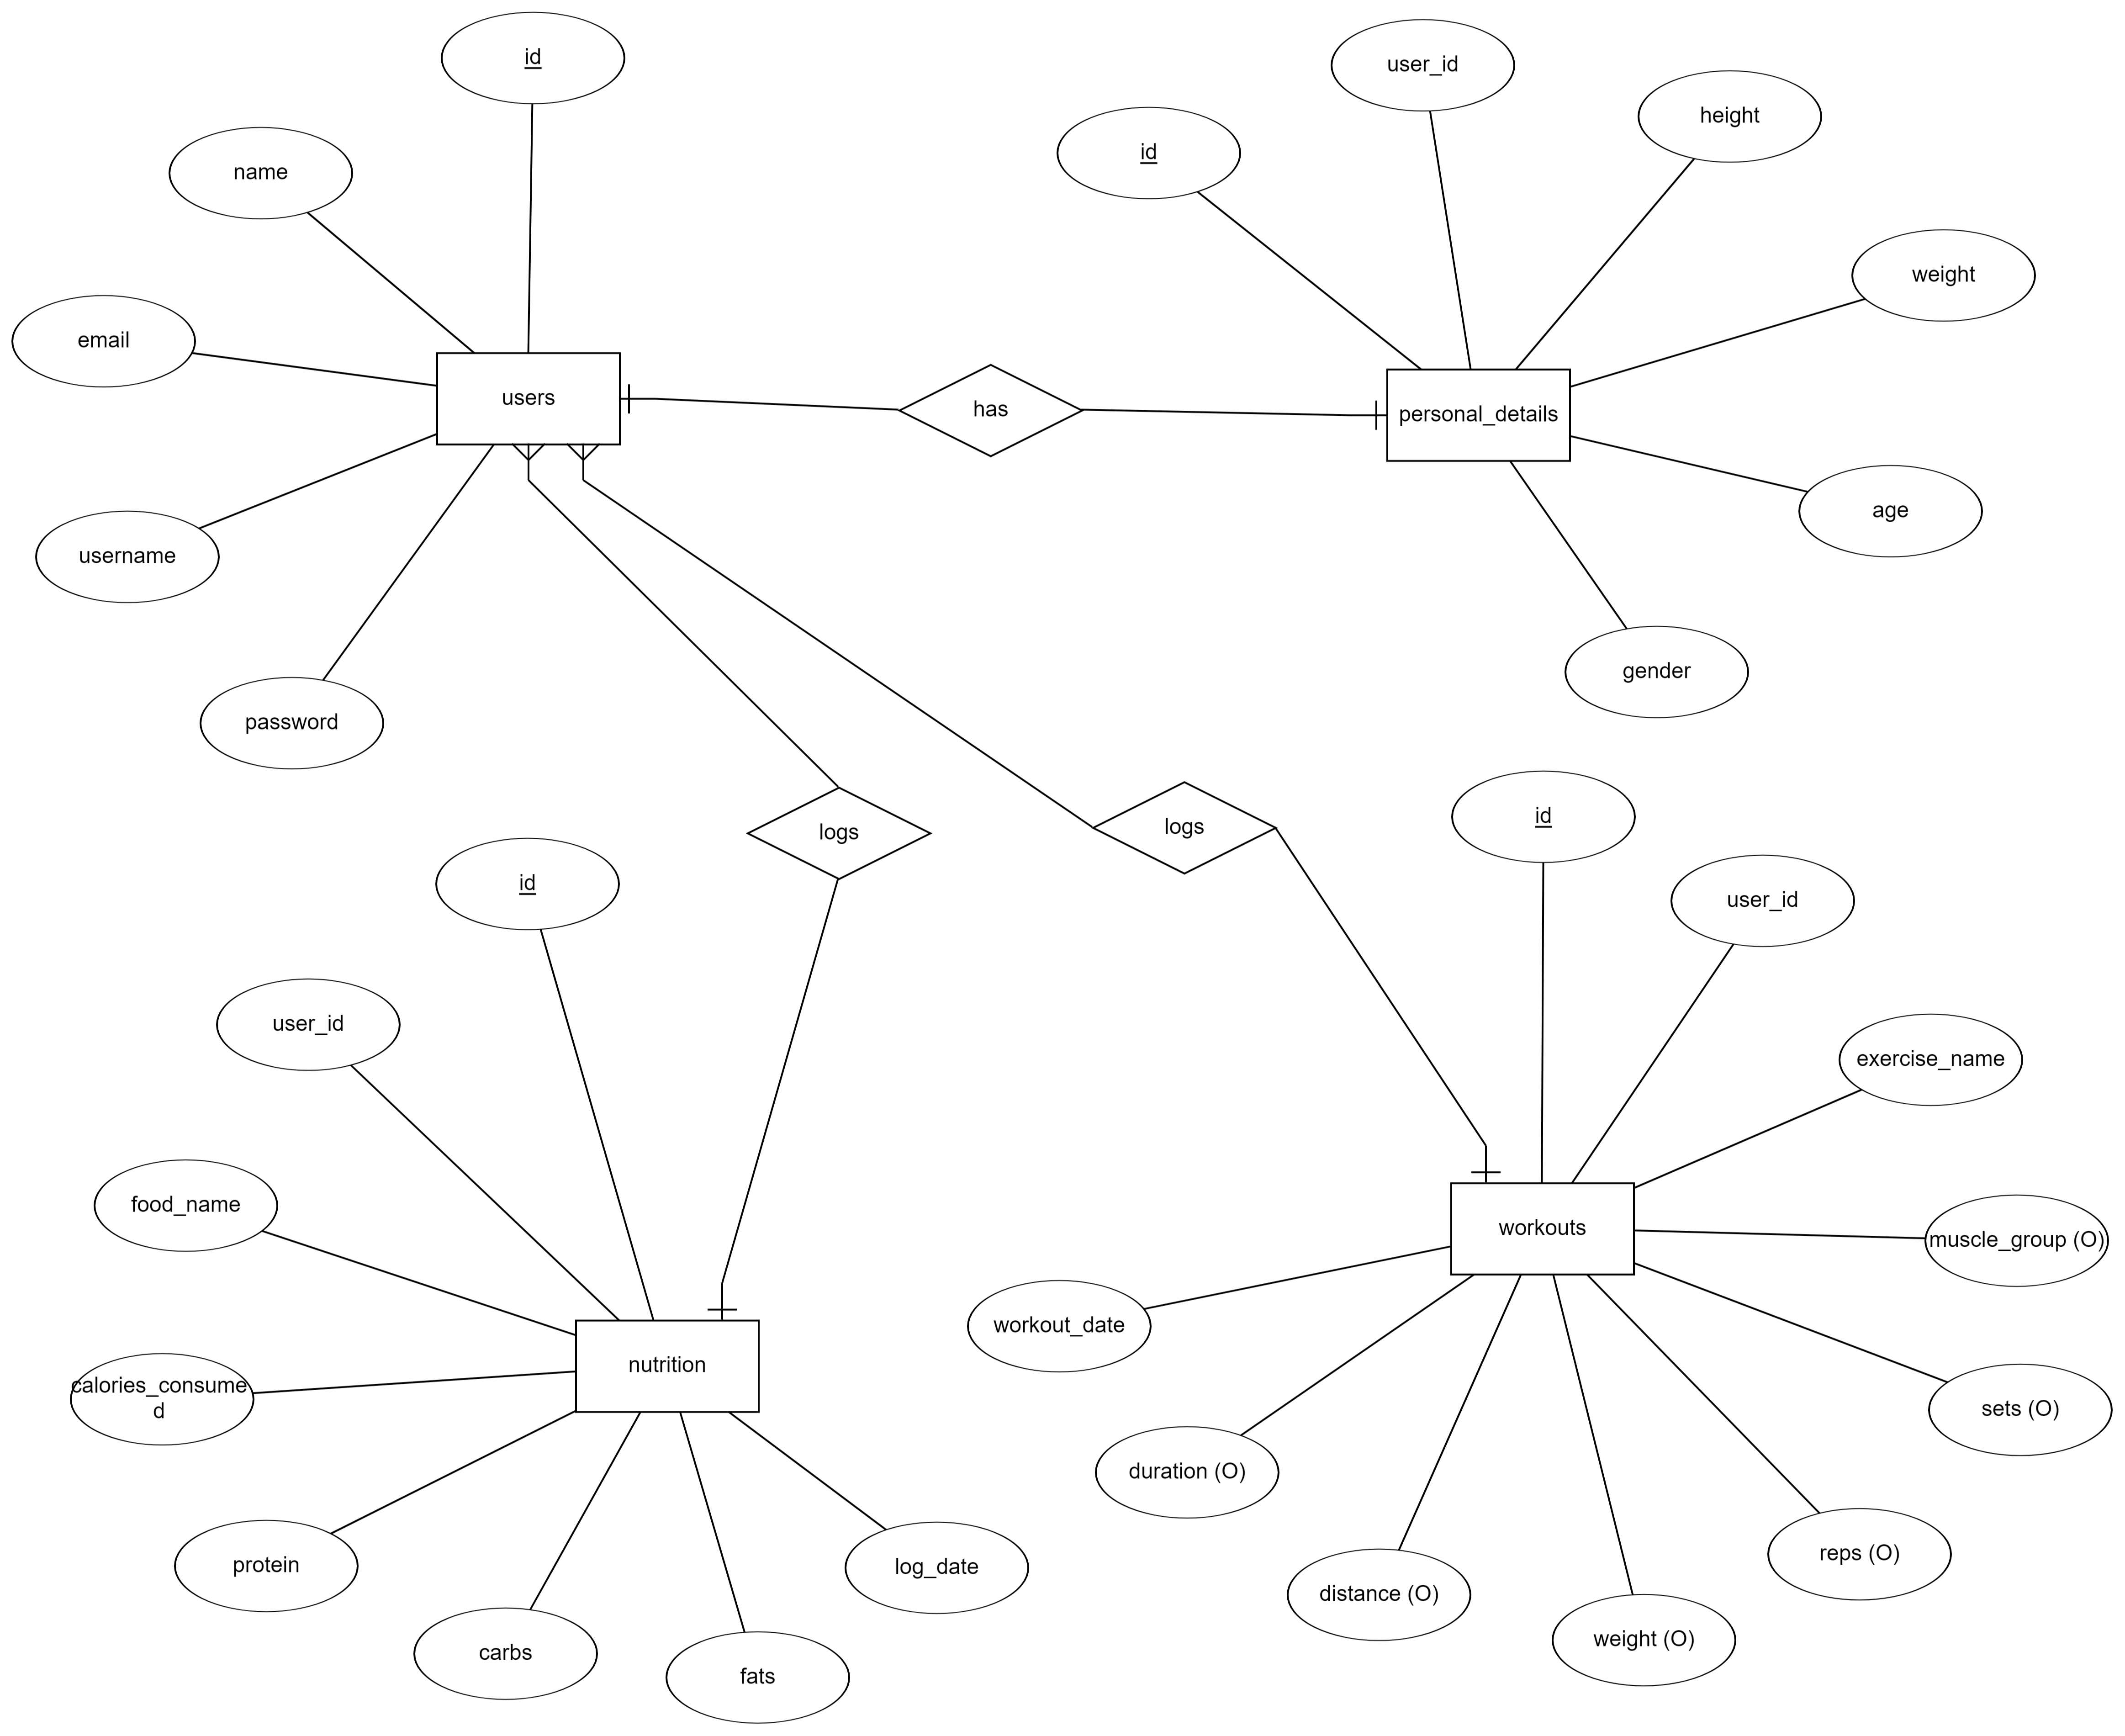 id
user_id
height
id
name
weight
email
users
has
personal_details
age
username
gender
password
id
logs
logs
id
user_id
user_id
exercise_name
food_name
muscle_group (O)
workouts
workout_date
nutrition
calories_consume
d
sets (O)
duration (O)
reps (O)
protein
log_date
distance (O)
weight (O)
carbs
fats